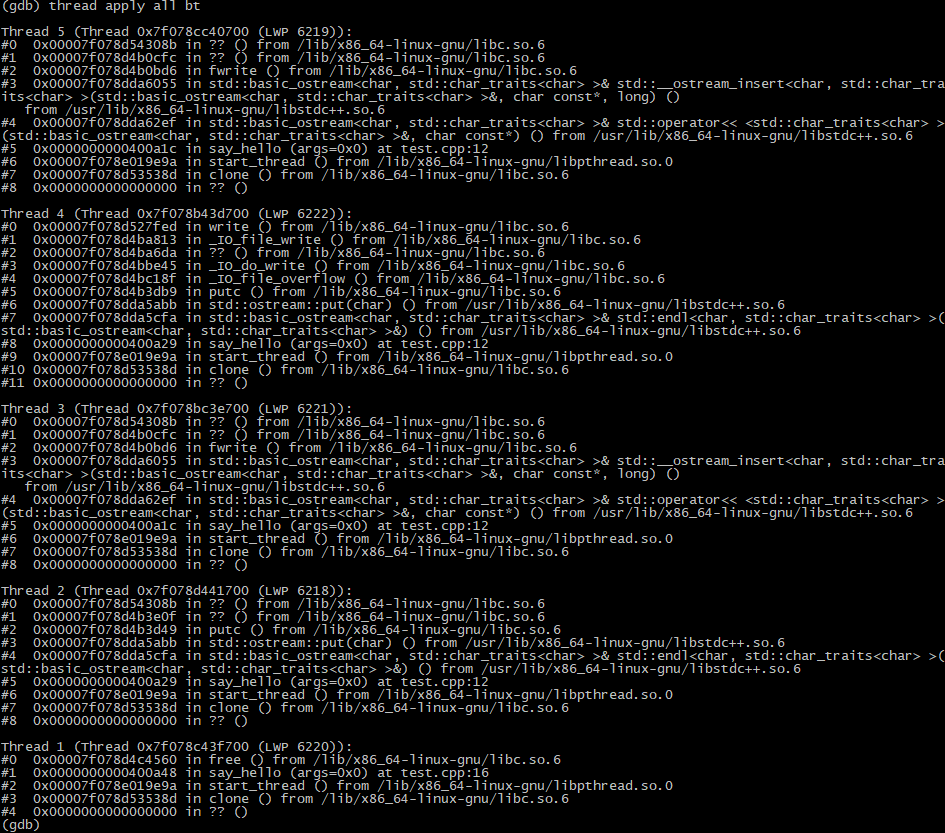 (gdb) thread apply all bt
Thread 5 (Thread 0x7f078cc40700 (LWP 6219)):
#0  0x00007f078d54308b in ?? () from /lib/x86_64-linux-gnu/libc.so.6
#1  0x00007f078d4b0cfc in ?? () from /lib/x86_64-linux-gnu/libc.so.6
#2  0x00007f078d4b0bd6 in fwrite () from /lib/x86_64-linux-gnu/libc.so.6
#3  0x00007f078dda6055 in std::basic_ostream<char, std::char_traits<char> >& std::__ostream_insert<char, std::char_tra
its<char> >(std::basic_ostream<char, std::char_traits<char> >&, char const*, long) ()
   from /usr/lib/x86_64-linux-gnu/libstdc++.so.6
#4  0x00007f078dda62ef in std::basic_ostream<char, std::char_traits<char> >& std::operator<< <std::char_traits<char> >
(std::basic_ostream<char, std::char_traits<char> >&, char const*) () from /usr/lib/x86_64-linux-gnu/libstdc++.so.6
#5  0x0000000000400a1c in say_hello (args=0x0) at test.cpp:12
#6  0x00007f078e019e9a in start_thread () from /lib/x86_64-linux-gnu/libpthread.so.0
#7  0x00007f078d53538d in clone () from /lib/x86_64-linux-gnu/libc.so.6
#8  0x0000000000000000 in ?? ()
Thread 4 (Thread 0x7f078b43d700 (LWP 6222)):
#0  0x00007f078d527fed in write () from /lib/x86_64-linux-gnu/libc.so.6
#1  0x00007f078d4ba813 in _IO_file_write () from /lib/x86_64-linux-gnu/libc.so.6
#2  0x00007f078d4ba6da in ?? () from /lib/x86_64-linux-gnu/libc.so.6
#3  0x00007f078d4bbe45 in _IO_do_write () from /lib/x86_64-linux-gnu/libc.so.6
#4  0x00007f078d4bc18f in _IO_file_overflow () from /lib/x86_64-linux-gnu/libc.so.6
#5  0x00007f078d4b3db9 in putc () from /lib/x86_64-linux-gnu/libc.so.6
#6  0x00007f078dda5abb in std::ostream::put(char) () from /usr/lib/x86_64-linux-gnu/libstdc++.so.6
#7  0x00007f078dda5cfa in std::basic_ostream<char, std::char_traits<char> >& std::endl<char, std::char_traits<char> >(
std::basic_ostream<char, std::char_traits<char> >&) () from /usr/lib/x86_64-linux-gnu/libstdc++.so.6
#8  0x0000000000400a29 in say_hello (args=0x0) at test.cpp:12
#9  0x00007f078e019e9a in start_thread () from /lib/x86_64-linux-gnu/libpthread.so.0
#10 0x00007f078d53538d in clone () from /lib/x86_64-linux-gnu/libc.so.6
#11 0x0000000000000000 in ?? ()
Thread 3 (Thread 0x7f078bc3e700 (LWP 6221)):
#0  0x00007f078d54308b in ?? () from /lib/x86_64-linux-gnu/libc.so.6
#1  0x00007f078d4b0cfc in ?? () from /lib/x86_64-linux-gnu/libc.so.6
#2  0x00007f078d4b0bd6 in fwrite () from /lib/x86_64-linux-gnu/libc.so.6
#3  0x00007f078dda6055 in std::basic_ostream<char, std::char_traits<char> >& std::__ostream_insert<char, std::char_tra
its<char> >(std::basic_ostream<char, std::char_traits<char> >&, char const*, long) ()
   from /usr/lib/x86_64-linux-gnu/libstdc++.so.6
#4  0x00007f078dda62ef in std::basic_ostream<char, std::char_traits<char> >& std::operator<< <std::char_traits<char> >
(std::basic_ostream<char, std::char_traits<char> >&, char const*) () from /usr/lib/x86_64-linux-gnu/libstdc++.so.6
#5  0x0000000000400a1c in say_hello (args=0x0) at test.cpp:12
#6  0x00007f078e019e9a in start_thread () from /lib/x86_64-linux-gnu/libpthread.so.0
#7  0x00007f078d53538d in clone () from /lib/x86_64-linux-gnu/libc.so.6
#8  0x0000000000000000 in ?? ()
Thread 2 (Thread 0x7f078d441700 (LWP 6218)):
#0  0x00007f078d54308b in ?? () from /lib/x86_64-linux-gnu/libc.so.6
#1  0x00007f078d4b3e0f in ?? () from /lib/x86_64-linux-gnu/libc.so.6
#2  0x00007f078d4b3d49 in putc () from /lib/x86_64-linux-gnu/libc.so.6
#3  0x00007f078dda5abb in std::ostream::put(char) () from /usr/lib/x86_64-linux-gnu/libstdc++.so.6
#4  0x00007f078dda5cfa in std::basic_ostream<char, std::char_traits<char> >& std::endl<char, std::char_traits<char> >(
std::basic_ostream<char, std::char_traits<char> >&) () from /usr/lib/x86_64-linux-gnu/libstdc++.so.6
#5  0x0000000000400a29 in say_hello (args=0x0) at test.cpp:12
#6  0x00007f078e019e9a in start_thread () from /lib/x86_64-linux-gnu/libpthread.so.0
#7  0x00007f078d53538d in clone () from /lib/x86_64-linux-gnu/libc.so.6
#8  0x0000000000000000 in ?? ()
Thread 1 (Thread 0x7f078c43f700 (LWP 6220)):
#0  0x00007f078d4c4560 in free () from /lib/x86_64-linux-gnu/libc.so.6
#1  0x0000000000400a48 in say_hello (args=0x0) at test.cpp:16
#2  0x00007f078e019e9a in start_thread () from /lib/x86_64-linux-gnu/libpthread.so.0
#3  0x00007f078d53538d in clone () from /lib/x86_64-linux-gnu/libc.so.6
#4  0x0000000000000000 in ?? ()
(gdb)